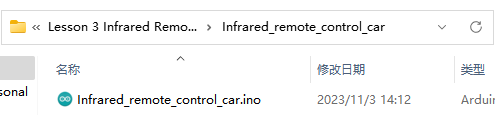 « Lesson 3 Infrared Remo... > Infrared_remote_control_car
名称 修改日期 类型
sonal Infrared_remote_control_car.ino 2023/11/3 14:12 Arduin